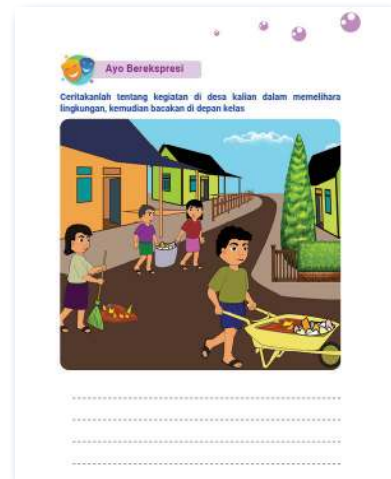 Ayo Berekspresi
Ceritakanlah tentang kegiatan di desa kalian dalam memelihara
lingkungan, kemudian bacakan di depan kelas